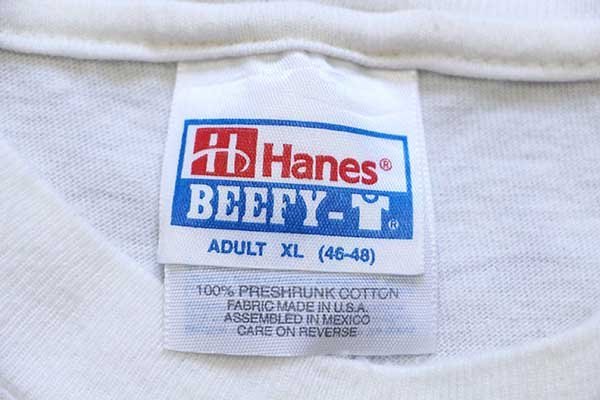 Hanes®
BEEFY-T®
ADULT XL (46-48)
100% PRESHRUNK COTTON
FABRIC MADE IN U.S.A.
ASSEMBLED IN MEXICO
CARE ON REVERSE